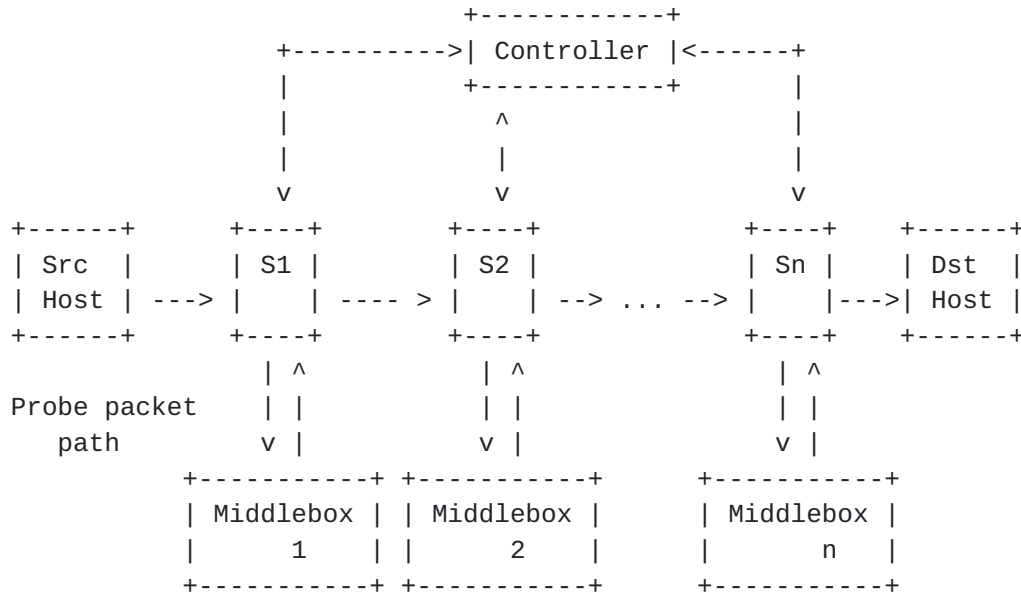 +------------+
                 +---------->| Controller |<------+
                 |           +------------+       |
                 |             ^                  |
                 |             |                  |
                 v             v                  v
+------+      +----+        +----+             +----+    +------+
| Src  |      | S1 |        | S2 |             | Sn |    | Dst  |
| Host | ---> |    | ---- > |    | --> ... --> |    |--->| Host |
+------+      +----+        +----+             +----+    +------+
                | ^           | ^                | ^
Probe packet    | |           | |                | |
   path         v |           v |                v |
           +-----------+ +-----------+      +-----------+
           | Middlebox | | Middlebox |      | Middlebox |
           |      1    | |      2    |      |       n   |
           +-----------+ +-----------+      +-----------+